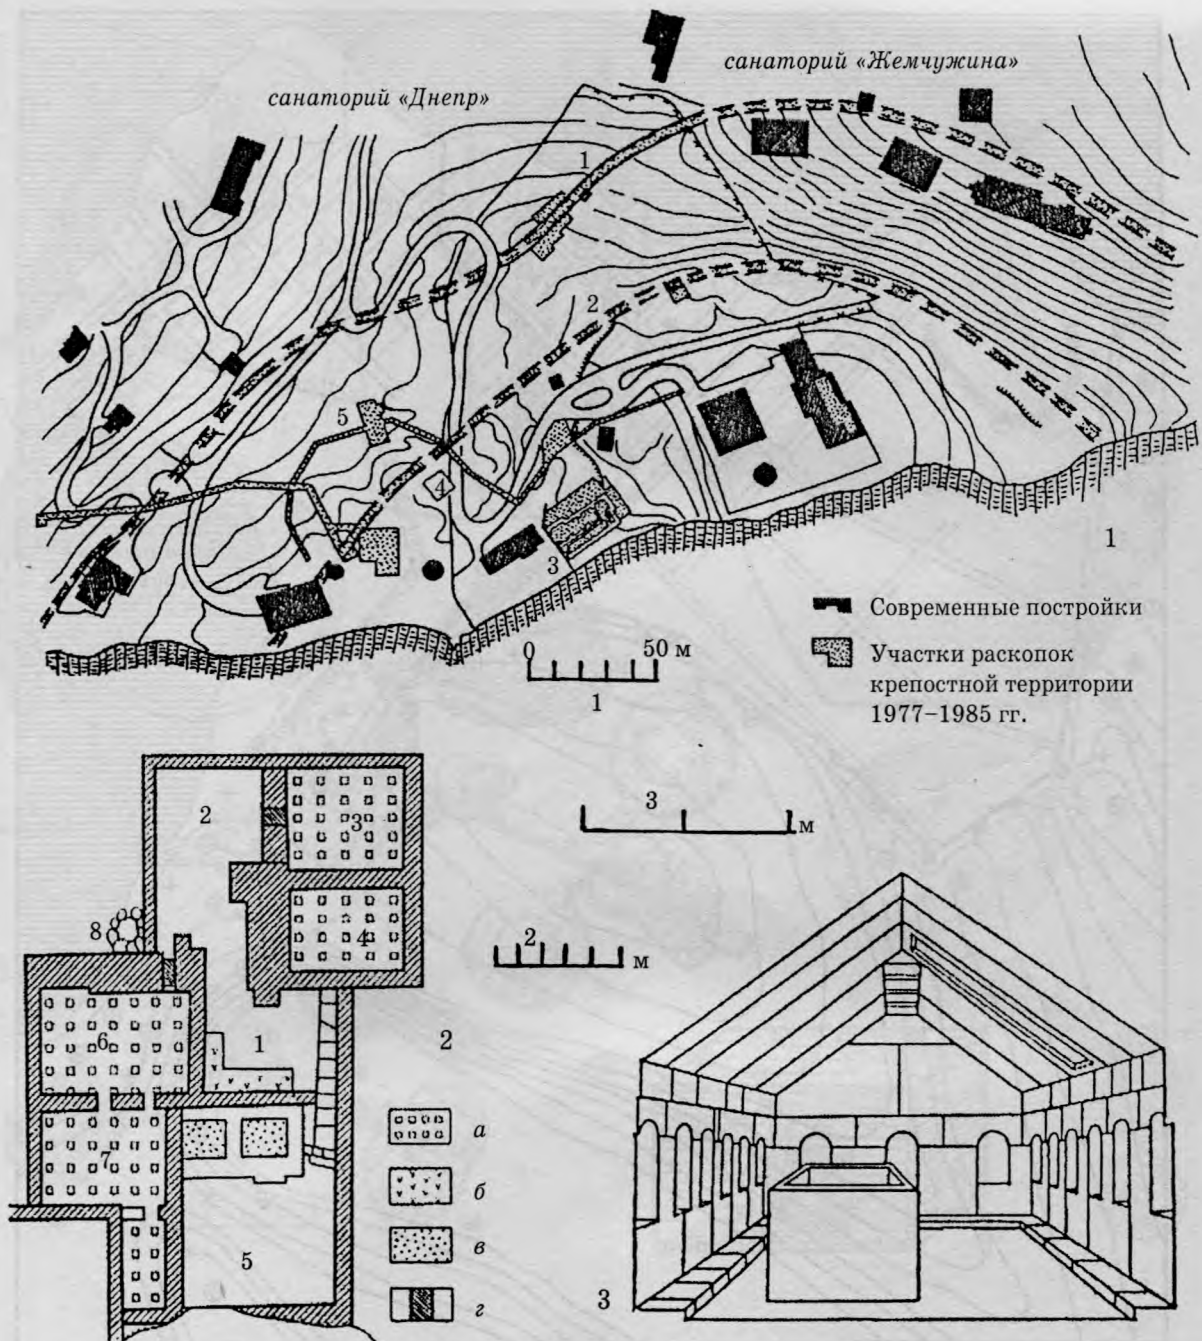 санаторий «Днепр»
санаторий «Жемчужина»
1
2
5
4
3
1
Современные постройки
Участки раскопок
крепостной территории
1977–1985 гг.
0 50 м
1
2
3
4
8
6
1
7
5
2
а
б
в
г
3
м
2
м
3